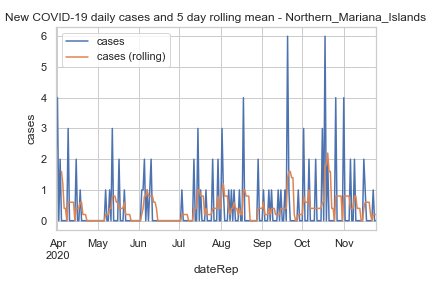 New COVID-19 daily cases and 5 day rolling mean - Northern_Mariana_Islands
cases
cases (rolling)
6
5
4
3
2
1
0
cases
Apr May Jun Jul Aug Sep Oct Nov
2020
dateRep